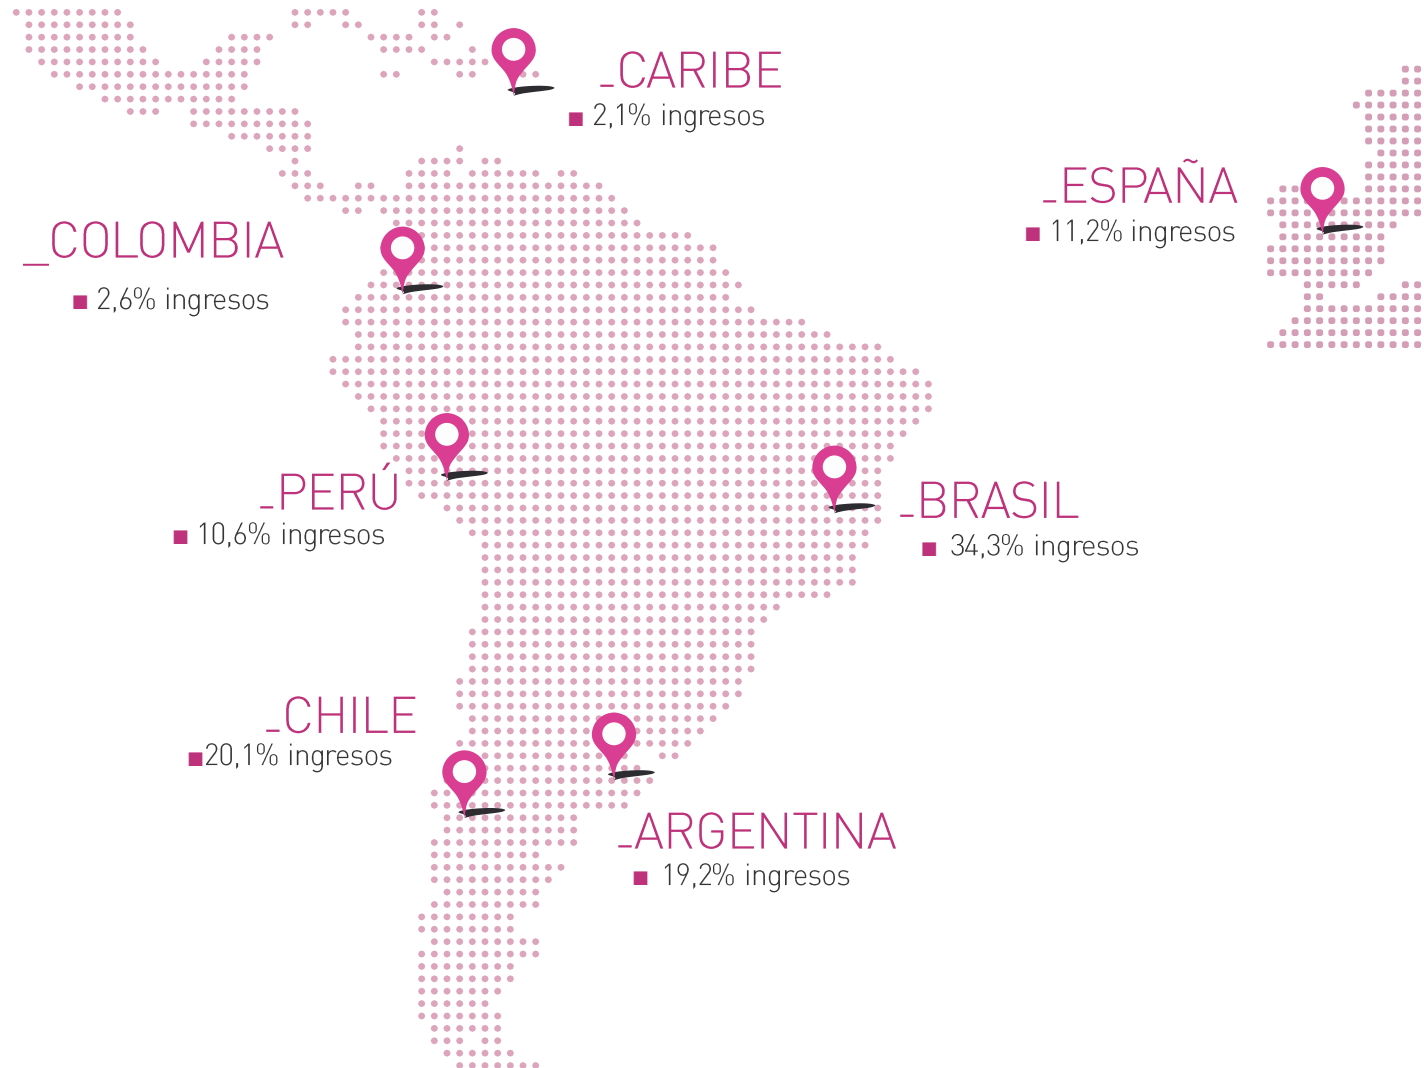 _CARIBE
2,1% ingresos
_ESPAÑA
11,2% ingresos
_COLOMBIA
2,6% ingresos
_PERÚ
10,6% ingresos
_BRASIL
34,3% ingresos
_CHILE
20,1% ingresos
_ARGENTINA
19,2% ingresos